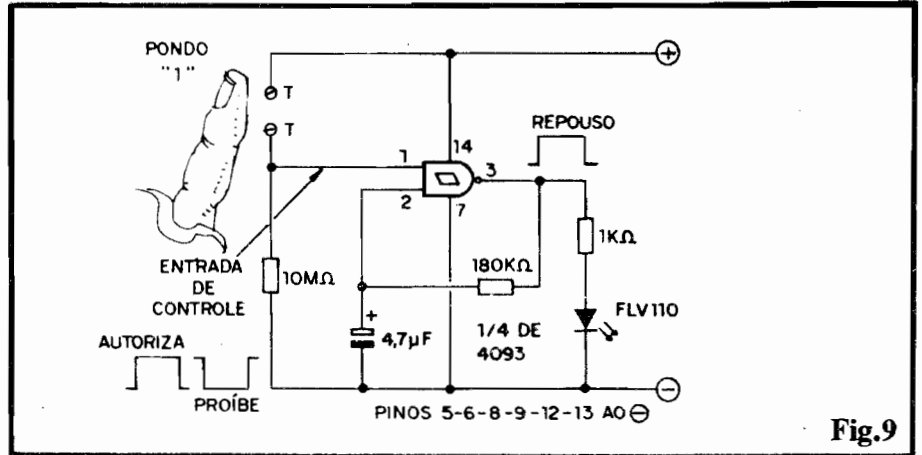 PONDO
"1"
T
T
+
REPOUSO
14
1
3
2
7
1KΩ
ENTRADA
DE
CONTROLE
10MΩ
180KΩ
FLV110
+
4,7µF
1/4 DE
4093
AUTORIZA
PROÍBE
−
PINOS 5-6-8-9-12-13 AO ⊖
Fig.9